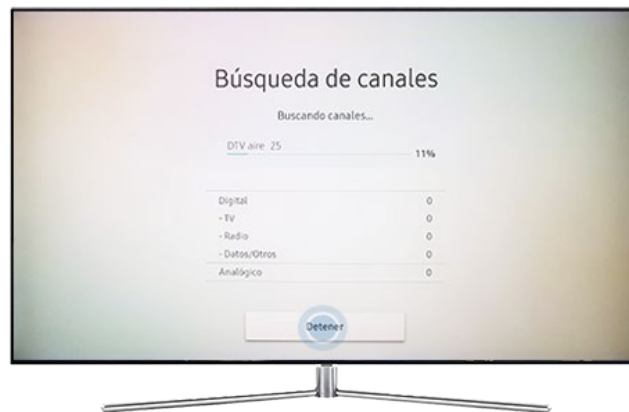 Búsqueda de canales
Buscando canales...
DTV aire 25
11%
Digital 0
- TV 0
- Radio 0
- Datos/Otros 0
Analógico 0
Detener